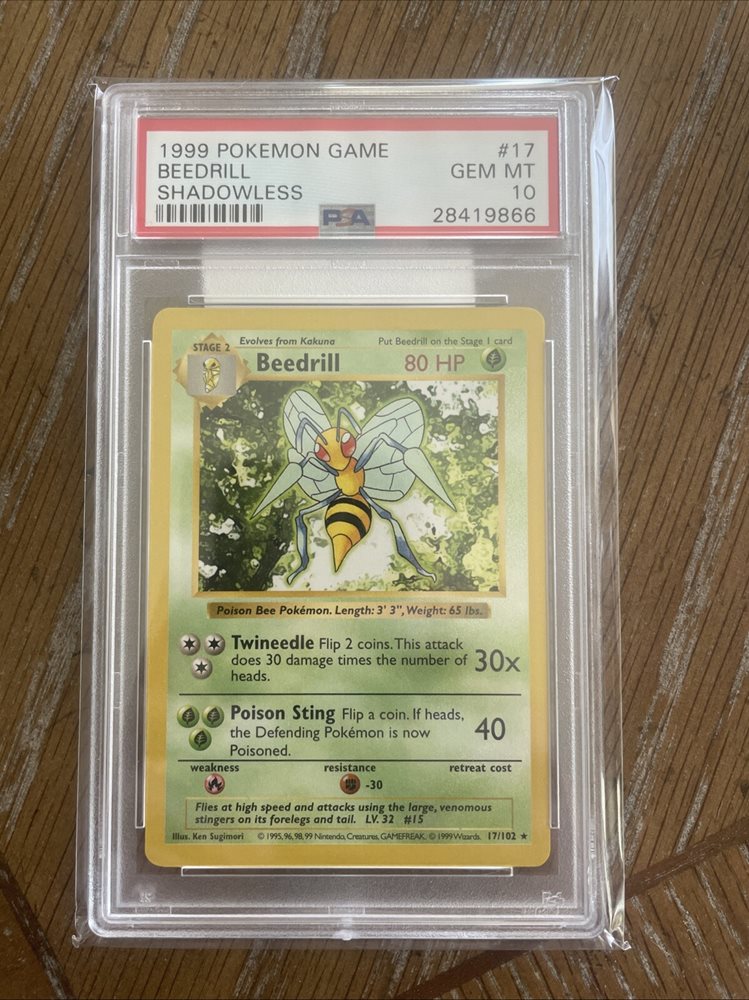 1999 POKEMON GAME #17
BEEDRILL GEM MT
SHADOWLESS 10
PSA 28419866
STAGE 2 Evolves from Kakuna Put Beedrill on the Stage 1 card
Beedrill 80 HP
Poison Bee Pokémon. Length: 3' 3", Weight: 65 lbs.
Twineedle Flip 2 coins. This attack
does 30 damage times the number of 30x
heads.
Poison Sting Flip a coin. If heads,
the Defending Pokémon is now 40
Poisoned.
weakness resistance retreat cost
-30
Flies at high speed and attacks using the large, venomous
stingers on its forelegs and tail. LV. 32 #15
Illus. Ken Sugimori © 1995, 96, 98, 99 Nintendo, Creatures, GAMEFREAK. © 1999 Wizards. 17/102 ★